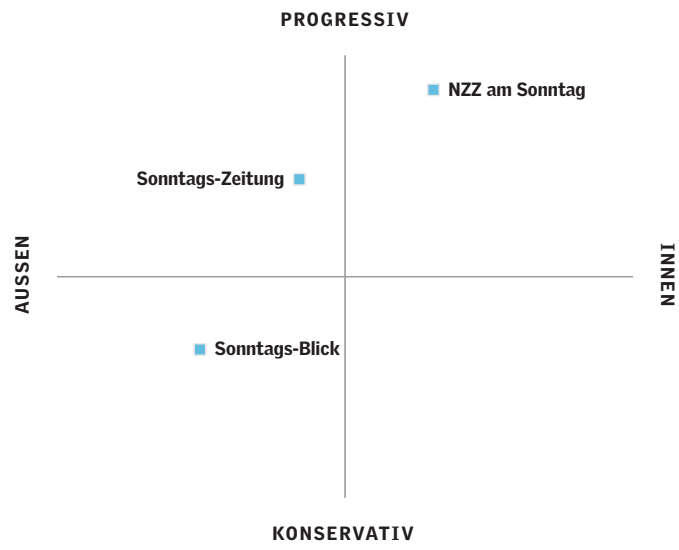 PROGRESSIV
NZZ am Sonntag
Sonntags-Zeitung
AUSSEN
INNEN
Sonntags-Blick
KONSERVATIV